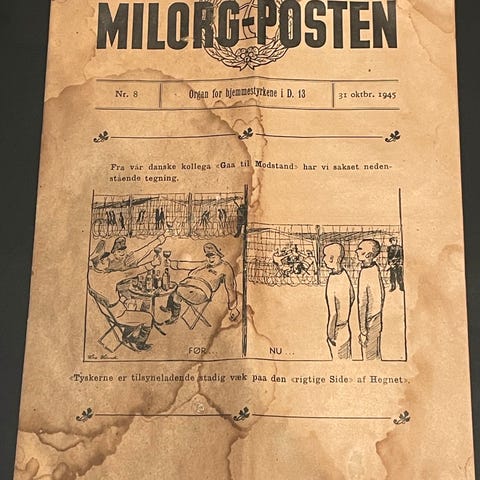 MILORG-POSTEN
Nr. 8
Organ for hjemmestyrkene i D. 13
31 oktbr. 1945
Fra vår danske kollega «Gaa til Modstand» har vi sakset neden-
stående tegning.
FØR...
NU...
«Tyskerne er tilsyneladende stadig væk paa den «rigtige Side» af Hegnet».